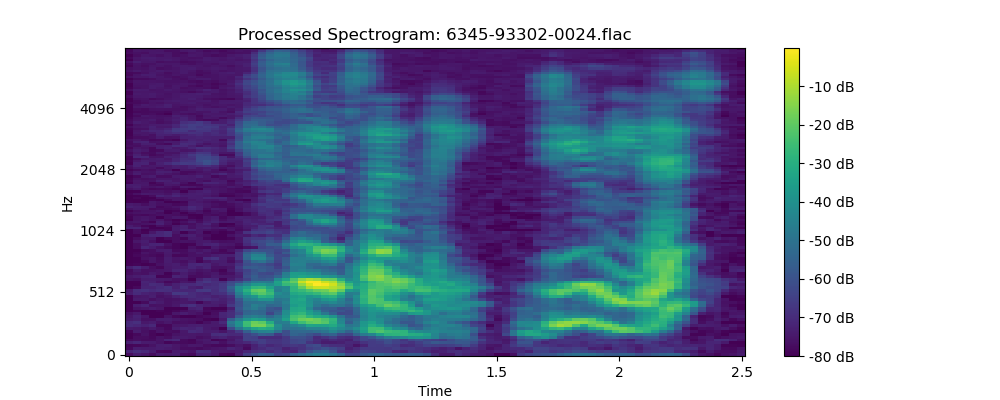 Processed Spectrogram: 6345-93302-0024.flac
Hz
4096
2048
1024
512
0
0
0.5
1
1.5
2
2.5
Time
-10 dB
-20 dB
-30 dB
-40 dB
-50 dB
-60 dB
-70 dB
-80 dB